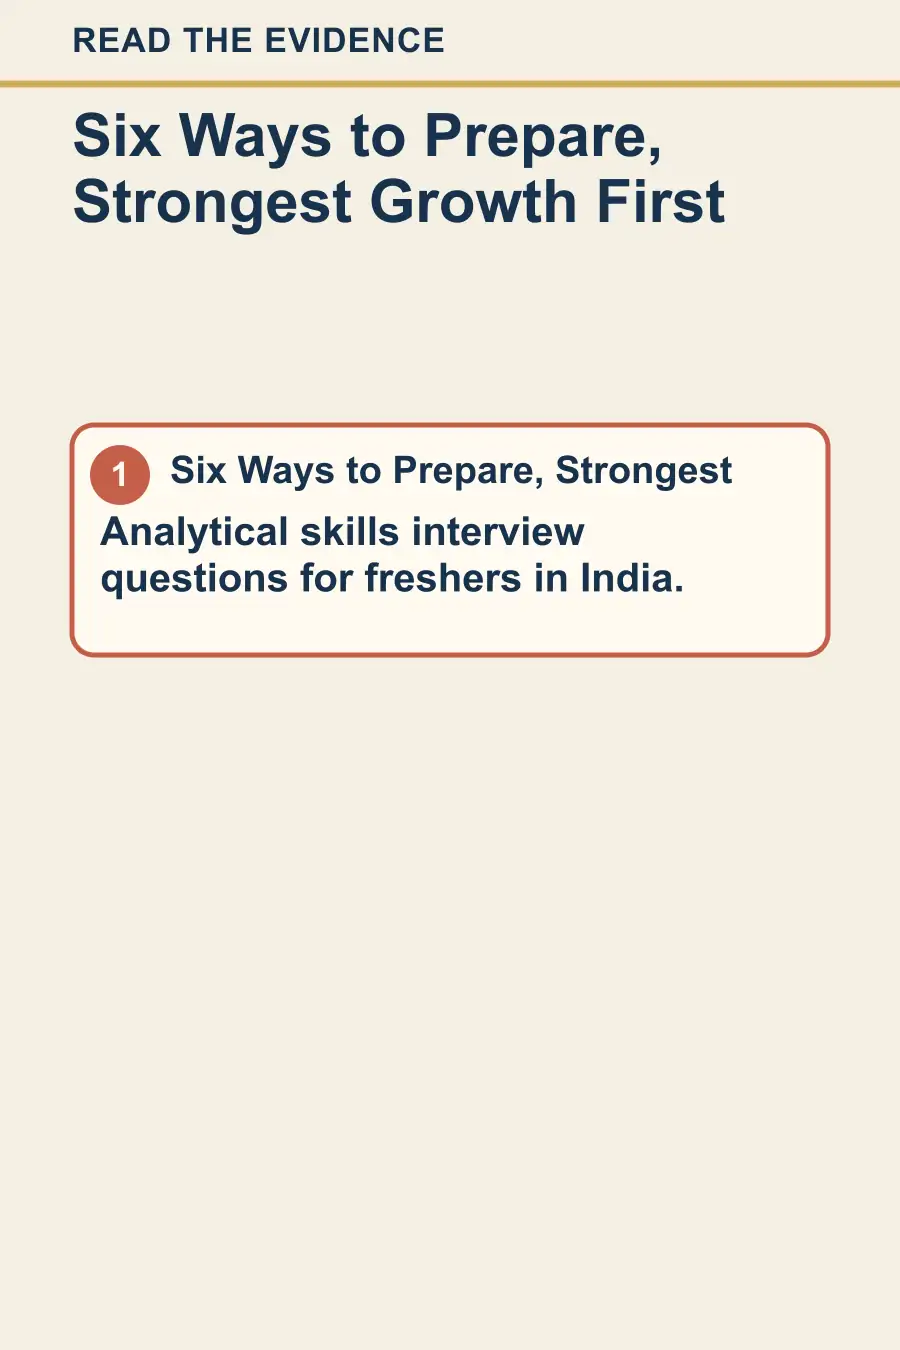 READ THE EVIDENCE
Six Ways to Prepare,
Strongest Growth First
1 Six Ways to Prepare, Strongest
Analytical skills interview
questions for freshers in India.